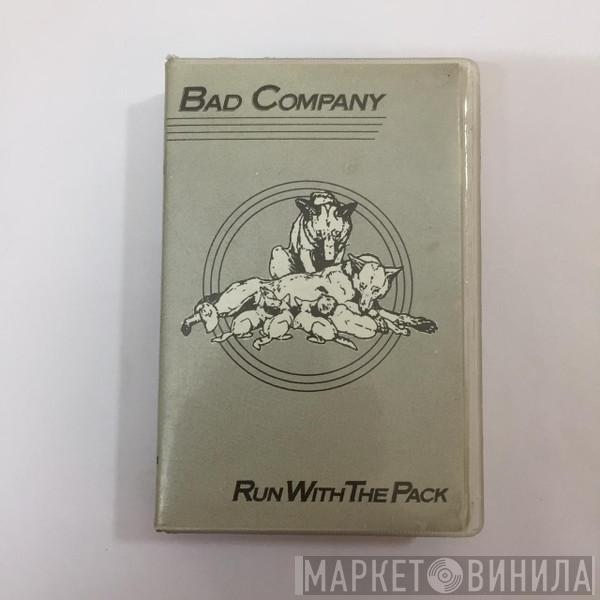 BAD COMPANY
RUN WITH THE PACK
МАРКЕТ ВИНИЛА